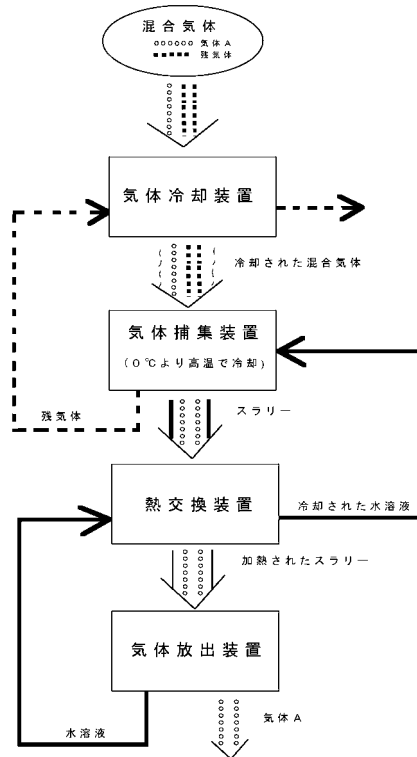 混合気体
気体A
残気体
気体冷却装置
冷却された混合気体
気体捕集装置
(0℃より高温で冷却)
残気体
スラリー
熱交換装置
冷却された水溶液
加熱されたスラリー
気体放出装置
水溶液
気体A